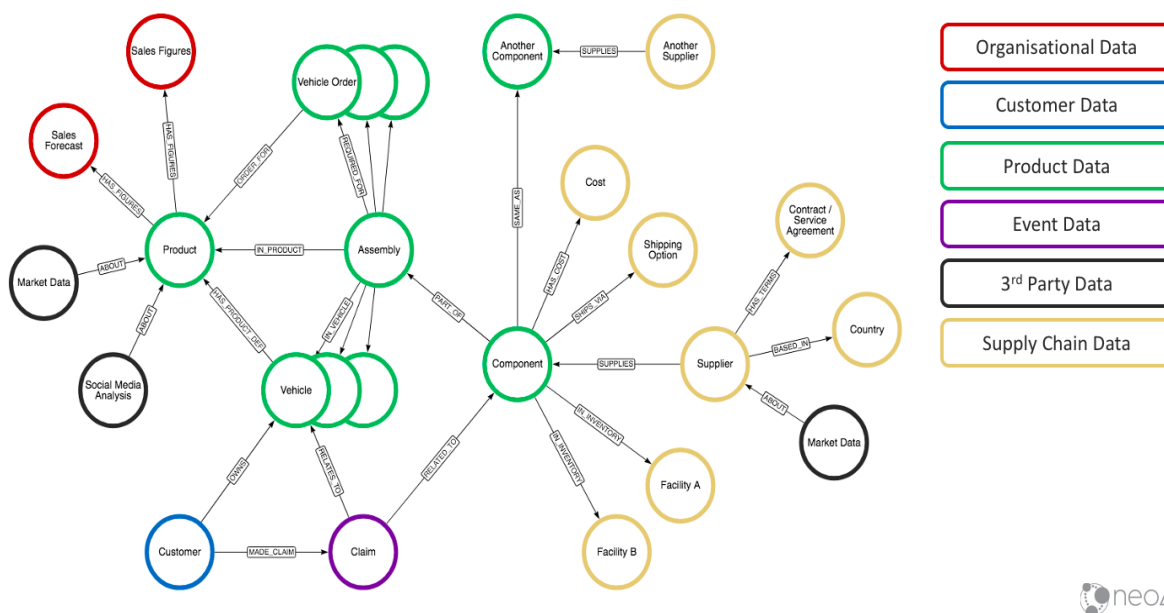 Sales Figures
Sales
Forecast
HAS_FIGURES
HAS_FIGURES
Vehicle Order
ORDER_FOR
REQUIRED_FOR
Another
Component
SUPPLIES
Another
Supplier
SAME_AS
Cost
HAS_COST
Shipping
Option
SHIPS_VIA
Contract /
Service
Agreement
HAS_TERMS
Product
IN_PRODUCT
Assembly
Market Data
ABOUT
ABOUT
Social Media
Analysis
HAS_PRODUCT_DEF
IN_VEHICLE
PART_OF
Vehicle
Component
SUPPLIES
Supplier
BASED_IN
Country
ABOUT
Market Data
IN_INVENTORY
IN_INVENTORY
Facility A
Facility B
OWNS
RELATES_TO
RELATED_TO
Customer
MADE_CLAIM
Claim
Organisational Data
Customer Data
Product Data
Event Data
3rd Party Data
Supply Chain Data
neo4